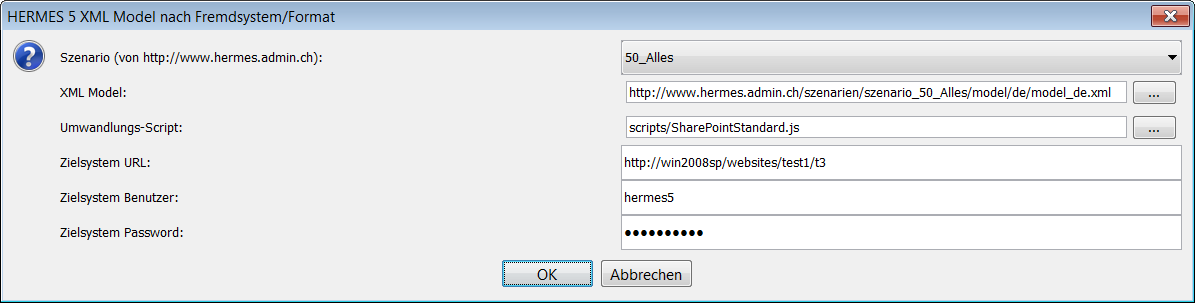 HERMES 5 XML Model nach Fremdsystem/Format
Szenario (von http://www.hermes.admin.ch): 50_Alles
XML Model: http://www.hermes.admin.ch/szenarien/szenario_50_Alles/model/de/model_de.xml ...
Umwandlungs-Script: scripts/SharePointStandard.js ...
Zielsystem URL: http://win2008sp/websites/test1/t3
Zielsystem Benutzer: hermes5
Zielsystem Password: ●●●●●●●●●●
OK Abbrechen